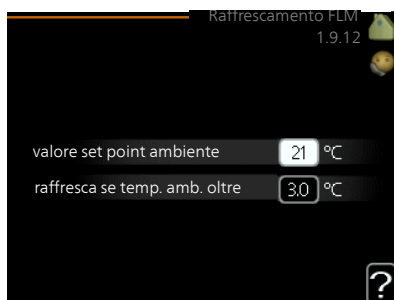 Raffrescamento FLM
1.9.12
valore set point ambiente 21 °C
raffresca se temp. amb. oltre 3.0 °C
?